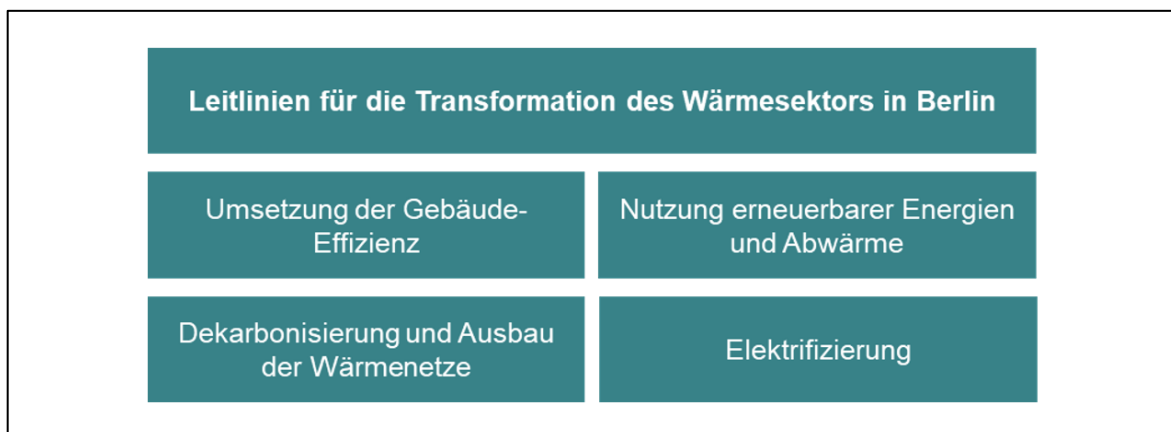 Leitlinien für die Transformation des Wärmesektors in Berlin
Umsetzung der Gebäude-
Effizienz
Nutzung erneuerbarer Energien
und Abwärme
Dekarbonisierung und Ausbau
der Wärmenetze
Elektrifizierung